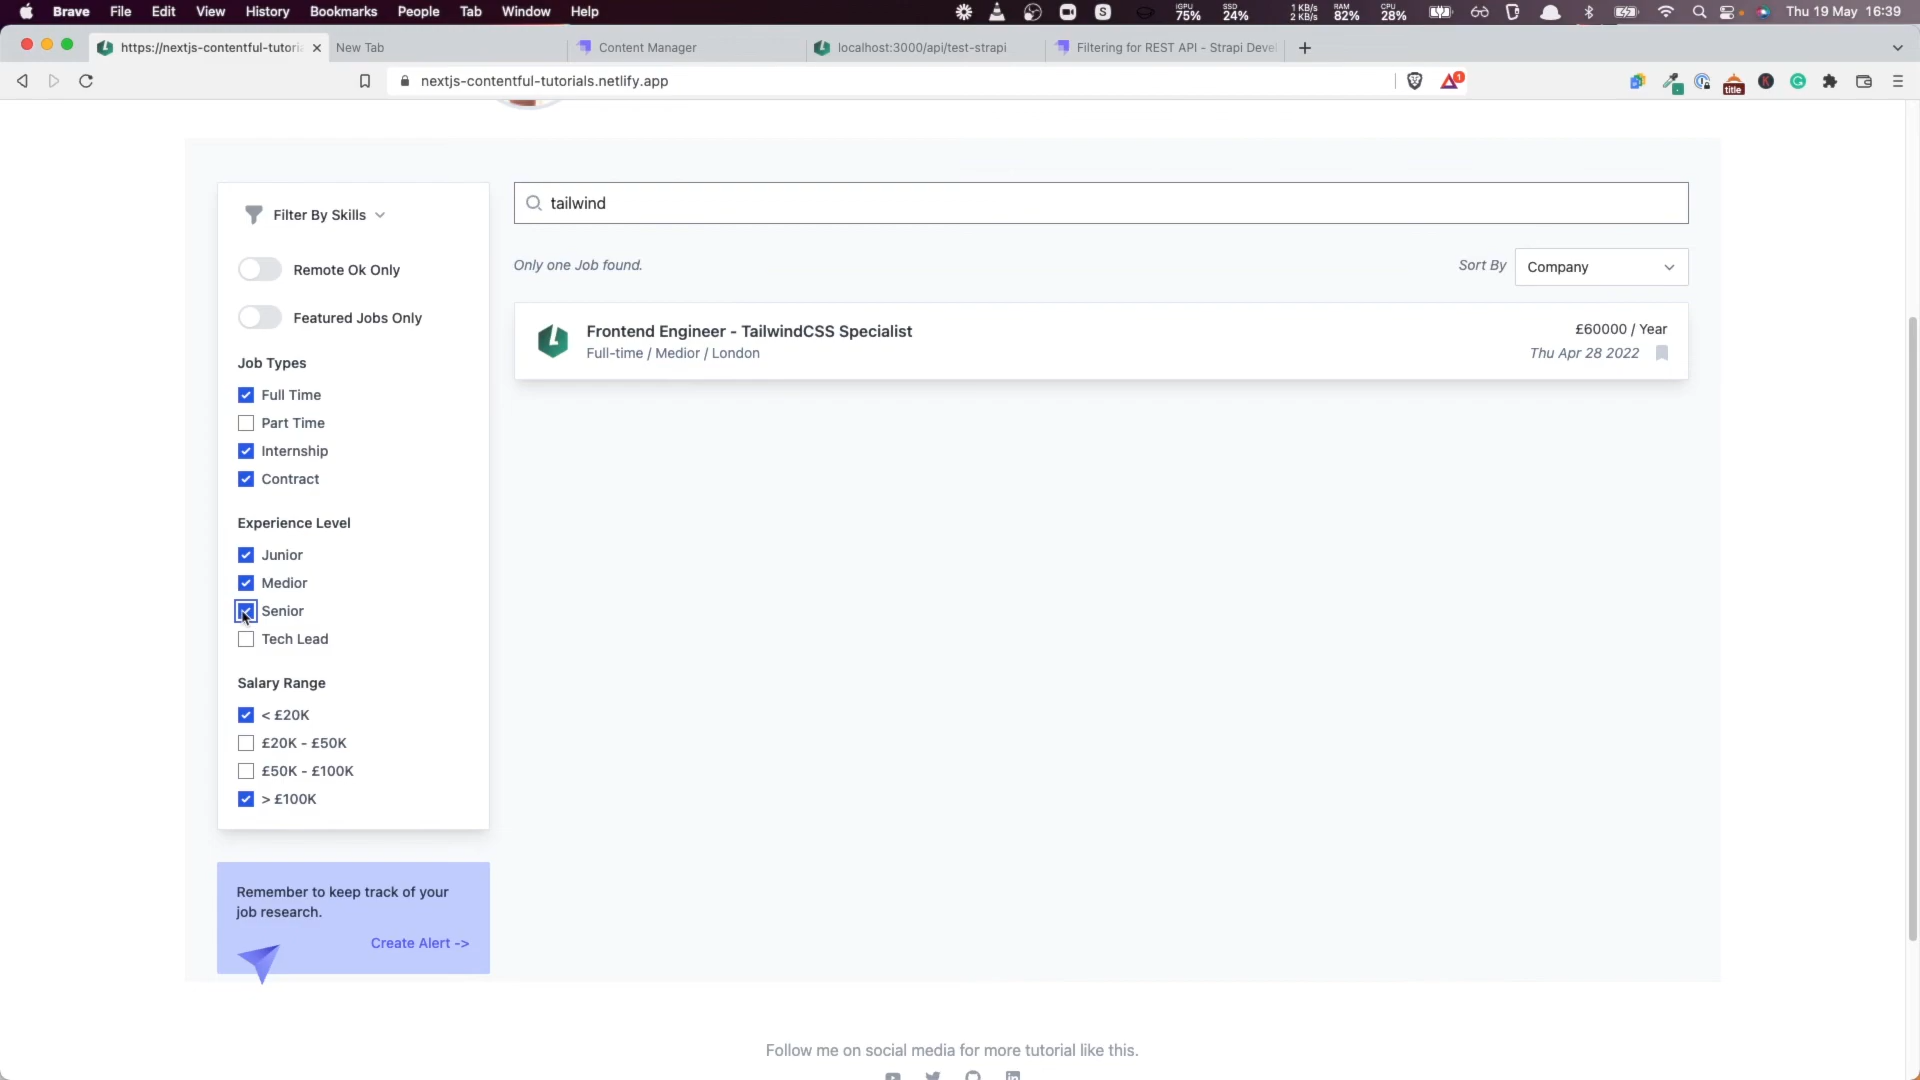 Brave File Edit View History Bookmarks People Tab Window Help
S
IGPU 75% SSD 24% 1 KB/s 2 KB/s RAM 82% CPU 28%
Thu 19 May 16:39
https://nextjs-contentful-tutoria
New Tab
Content Manager
localhost:3000/api/test-strapi
Filtering for REST API - Strapi Devel
nextjs-contentful-tutorials.netlify.app
1
title
Filter By Skills
tailwind
Remote Ok Only
Only one Job found.
Sort By Company
Featured Jobs Only
Frontend Engineer - TailwindCSS Specialist
£60000 / Year
Full-time / Medior / London
Thu Apr 28 2022
Job Types
Full Time
Part Time
Internship
Contract
Experience Level
Junior
Medior
Senior
Tech Lead
Salary Range
< £20K
£20K - £50K
£50K - £100K
> £100K
Remember to keep track of your
job research.
Create Alert ->
Follow me on social media for more tutorial like this.